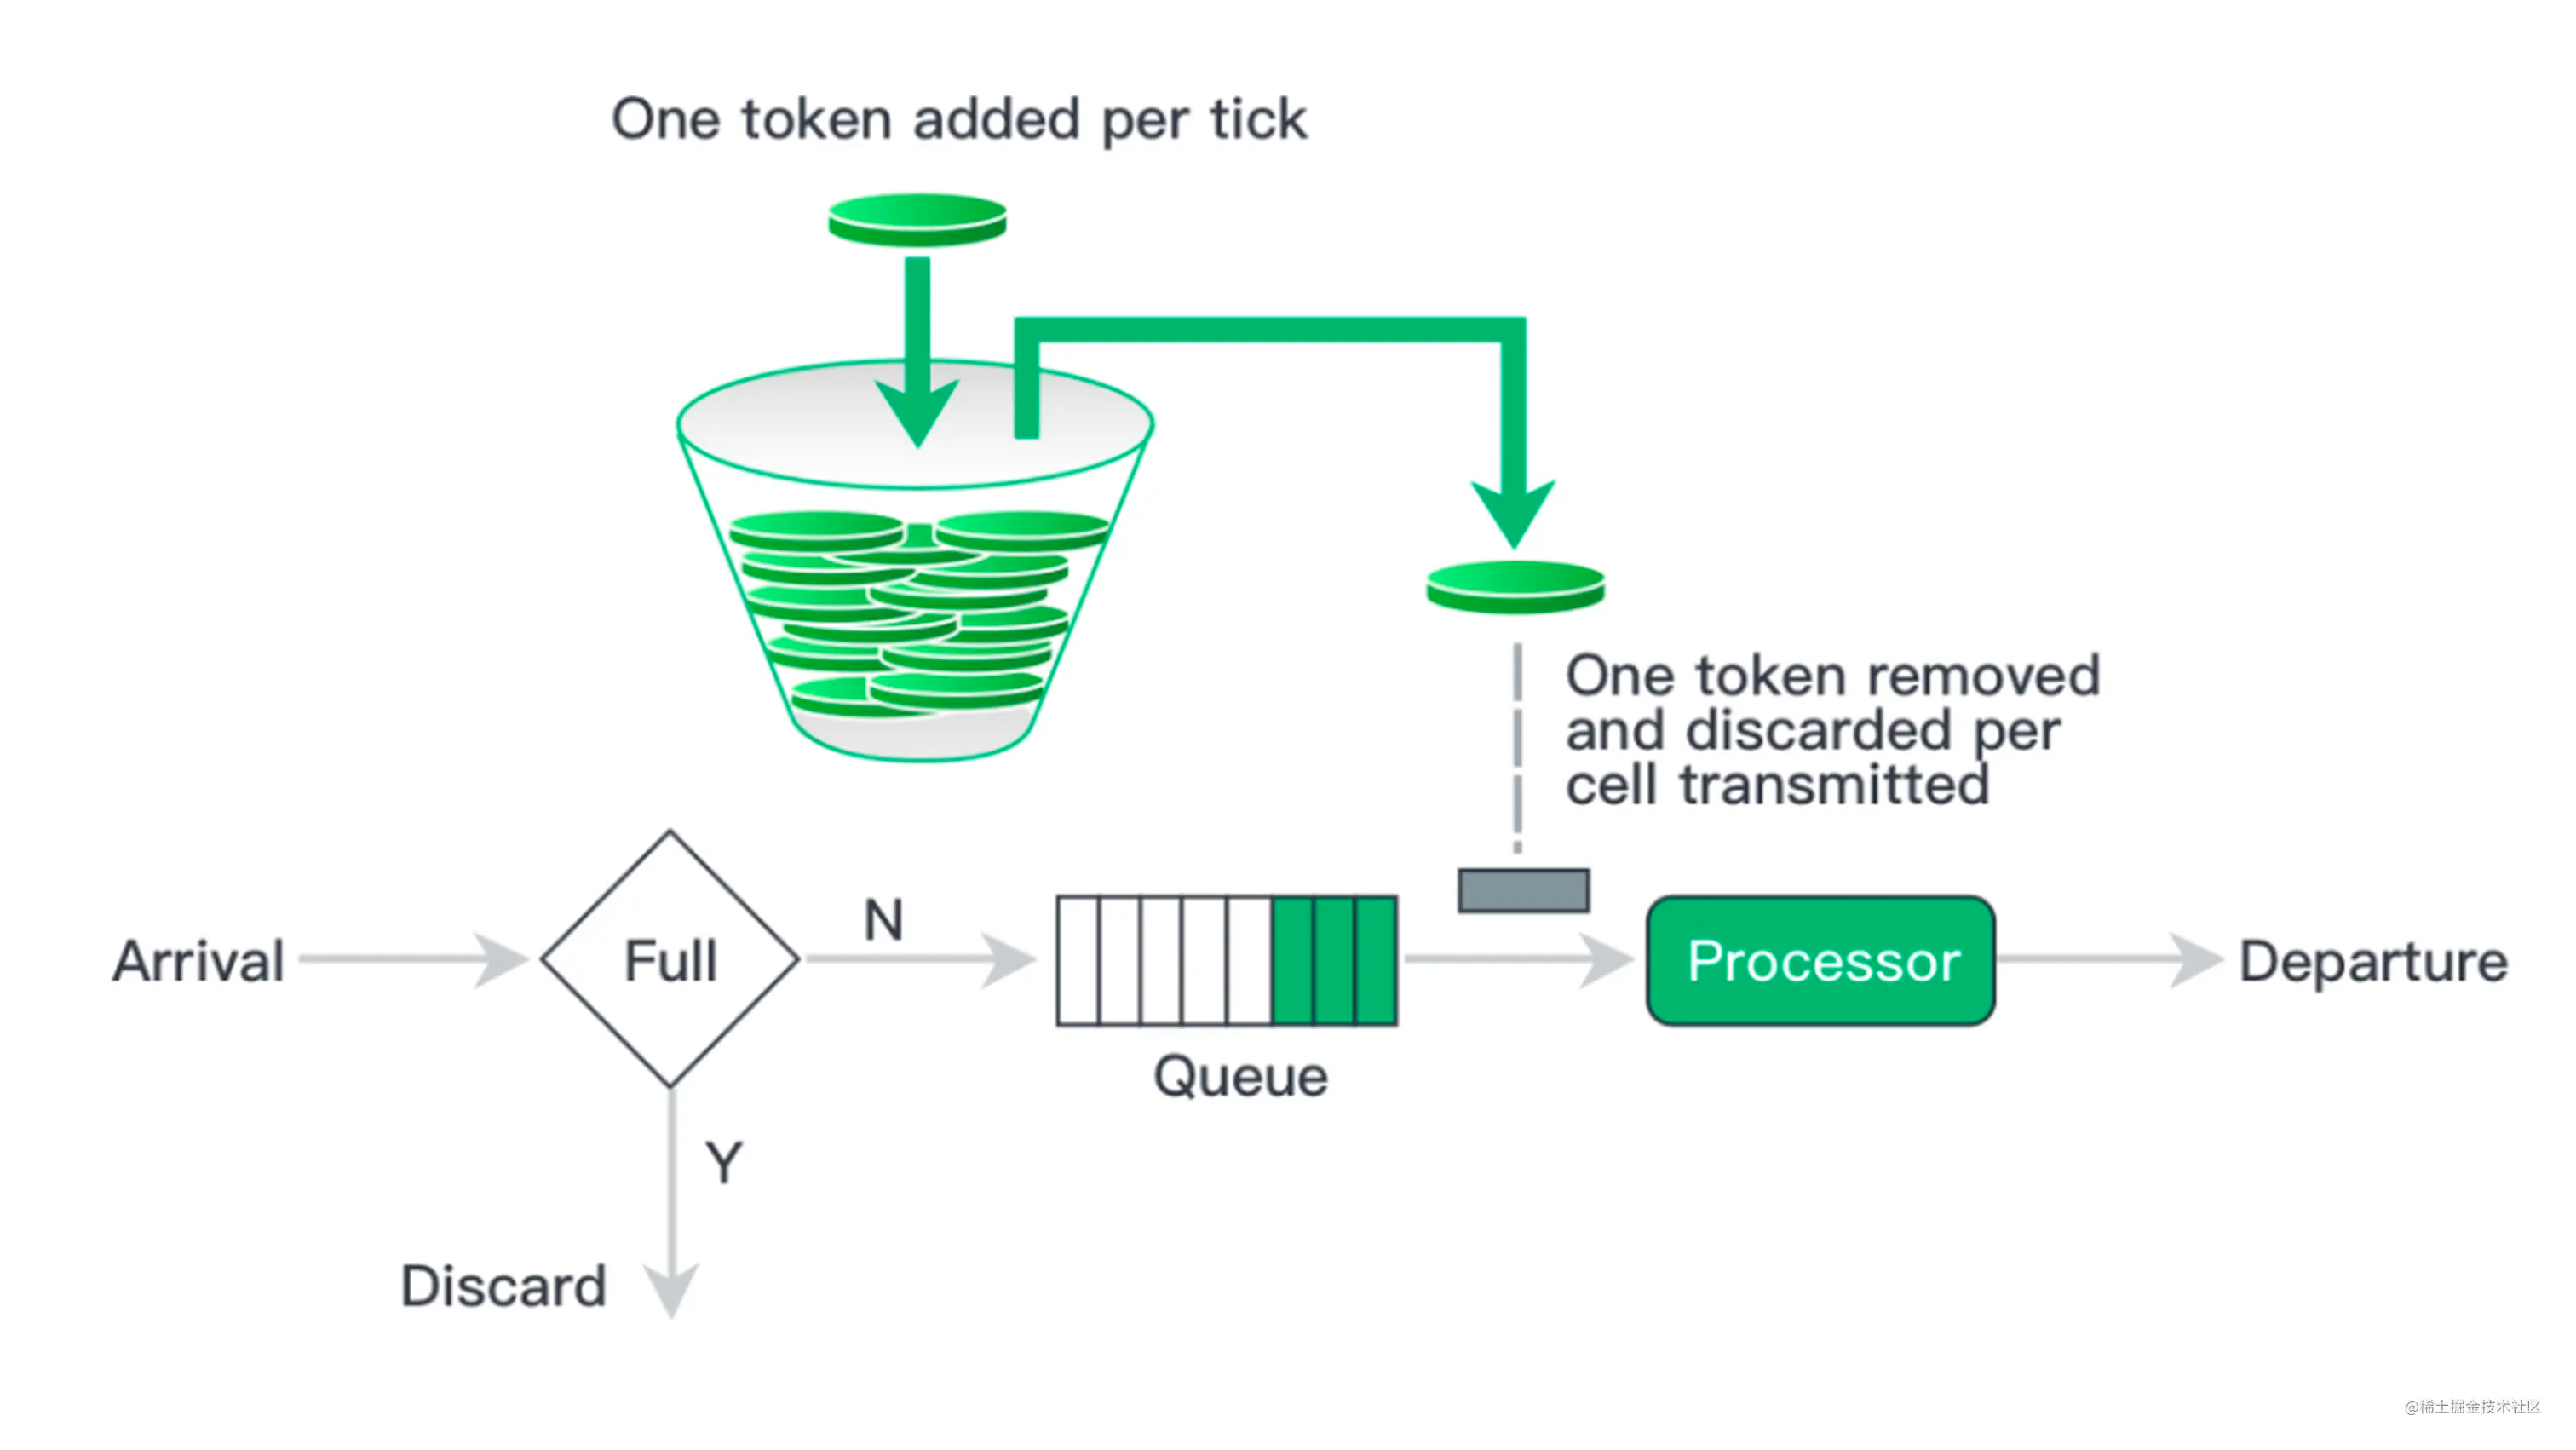 One token added per tick
One token removed
and discarded per
cell transmitted
Arrival
Full
N
Queue
Processor
Departure
Y
Discard
@稀土掘金技术社区